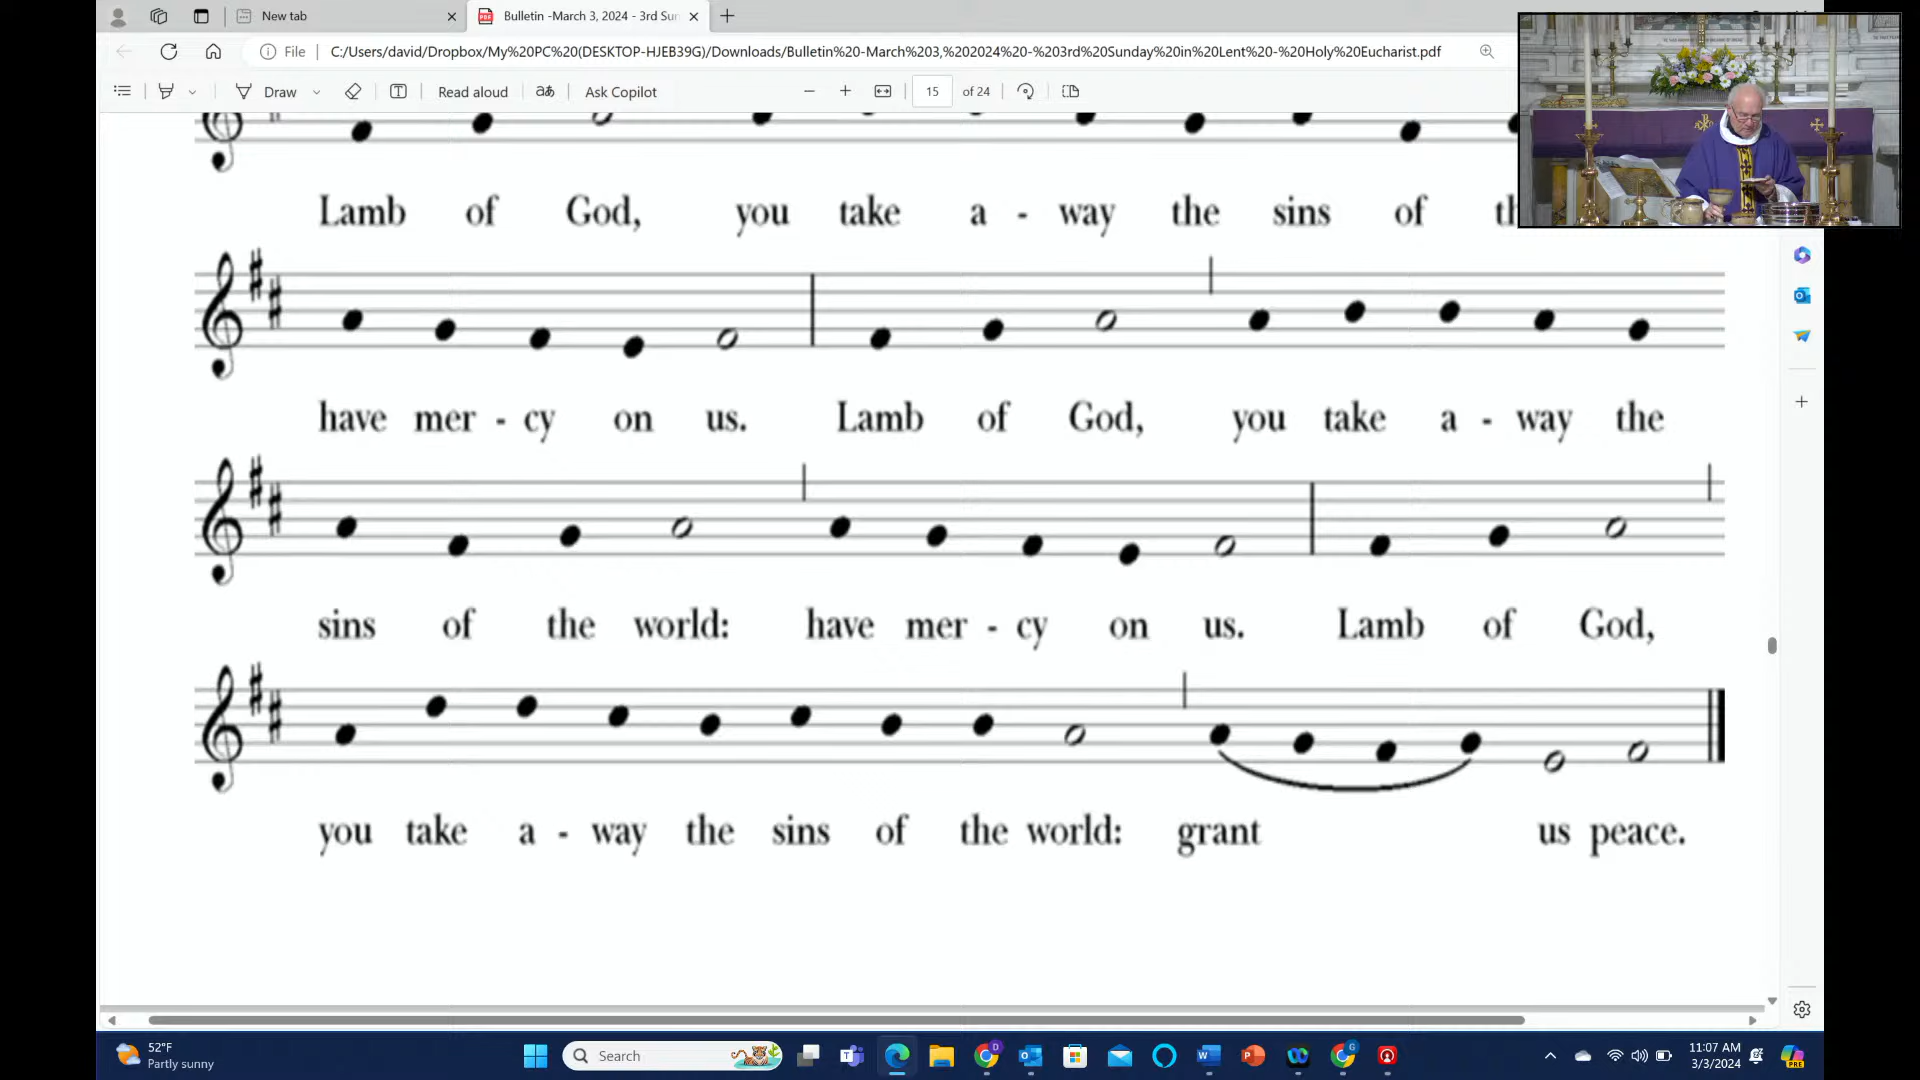 New tab
Bulletin -March 3, 2024 - 3rd Sun
File
C:/Users/david/Dropbox/My%20PC%20(DESKTOP-HJEB39G)/Downloads/Bulletin%20-March%203,%202024%20-%203rd%20Sunday%20in%20Lent%20-%20Holy%20Eucharist.pdf
Draw
Read aloud
aあ
Ask Copilot
15 of 24
Lamb of God, you take a - way the sins of
have mer - cy on us. Lamb of God, you take a - way the
sins of the world: have mer - cy on us. Lamb of God,
you take a - way the sins of the world: grant us peace.
52°F
Partly sunny
Search
11:07 AM
3/3/2024